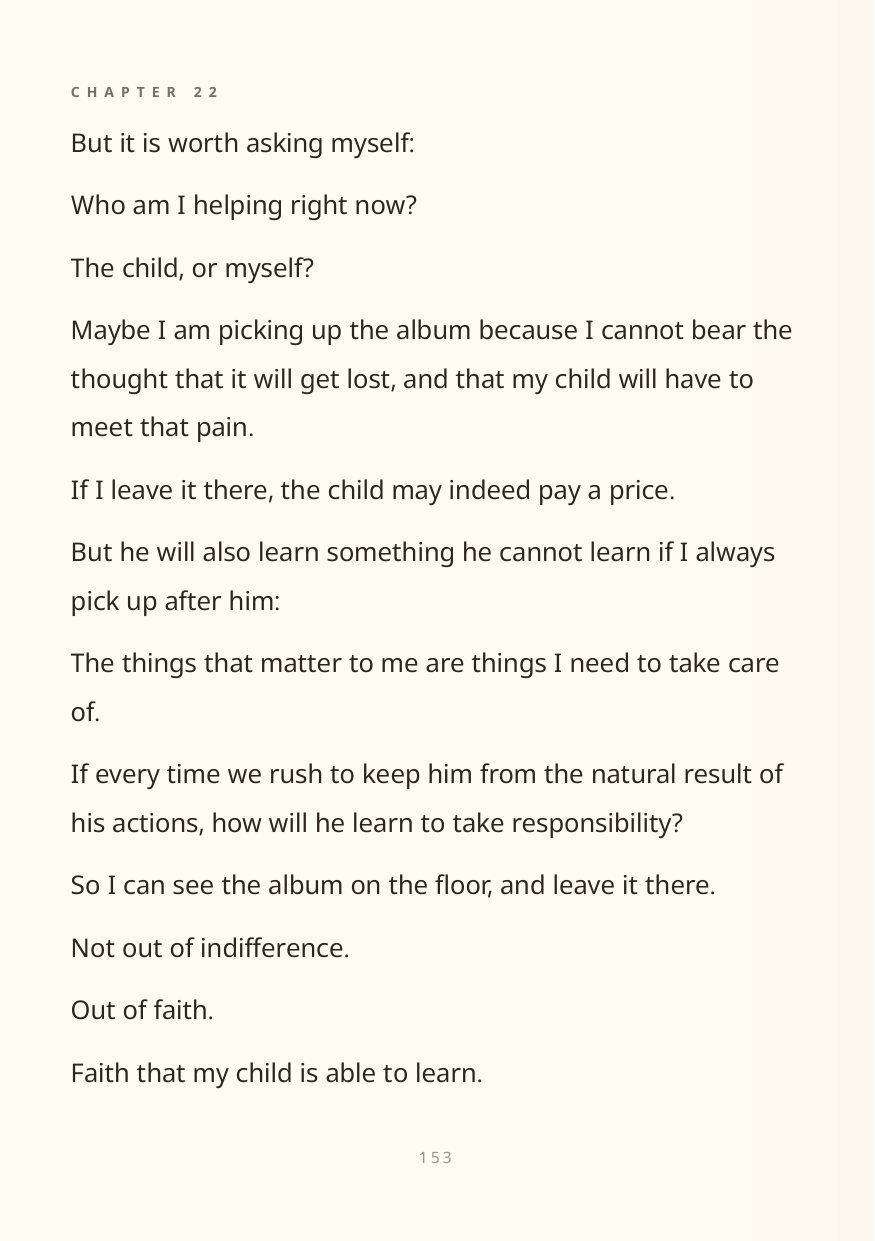 CHAPTER 22
But it is worth asking myself:
Who am I helping right now?
The child, or myself?
Maybe I am picking up the album because I cannot bear the
thought that it will get lost, and that my child will have to
meet that pain.
If I leave it there, the child may indeed pay a price.
But he will also learn something he cannot learn if I always
pick up after him:
The things that matter to me are things I need to take care
of.
If every time we rush to keep him from the natural result of
his actions, how will he learn to take responsibility?
So I can see the album on the floor, and leave it there.
Not out of indifference.
Out of faith.
Faith that my child is able to learn.
153